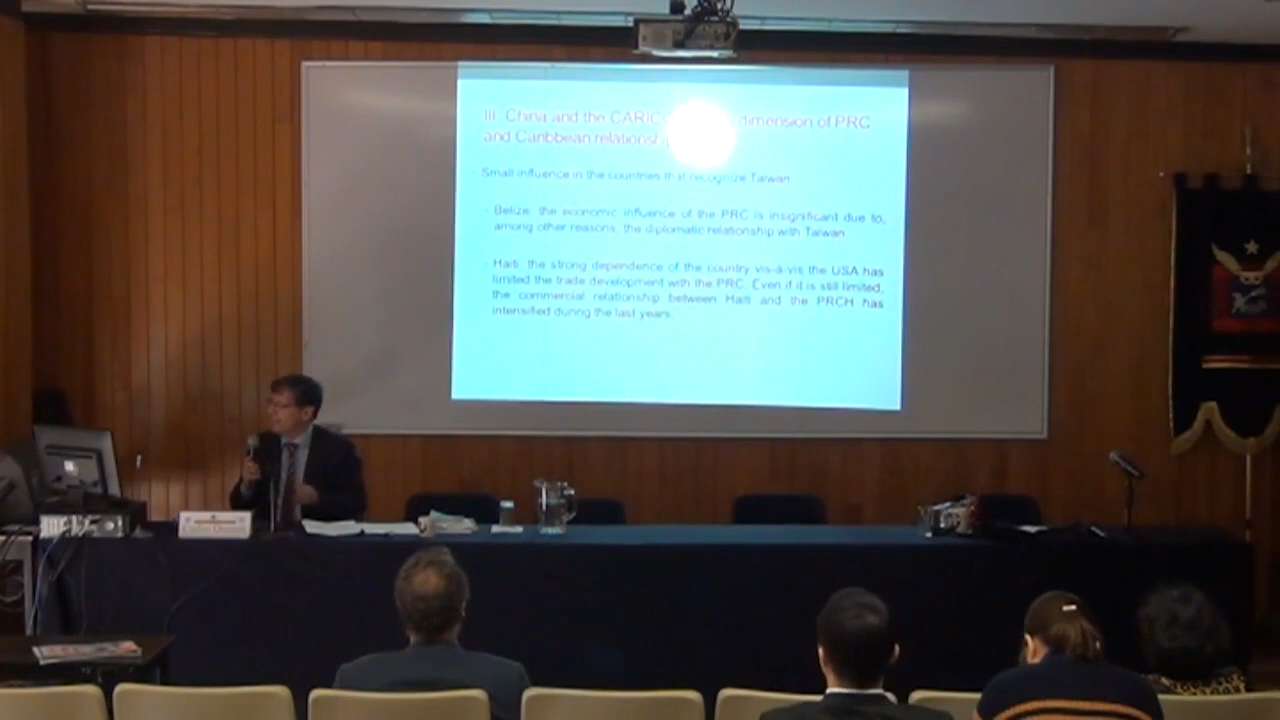 III. China and the dimension of PRC
and Caribbean
Small influence in the countries that recognize Taiwan
- Belize: the economic influence of the PRC is insignificant due to,
among other reasons, the diplomatic relationship with Taiwan
- Haiti: the strong dependence of the country vis-à-vis the USA has
limited the trade development with the PRC. Even if it is still limited,
the commercial relationship between Haiti and the PRCH has
intensified during the last years.